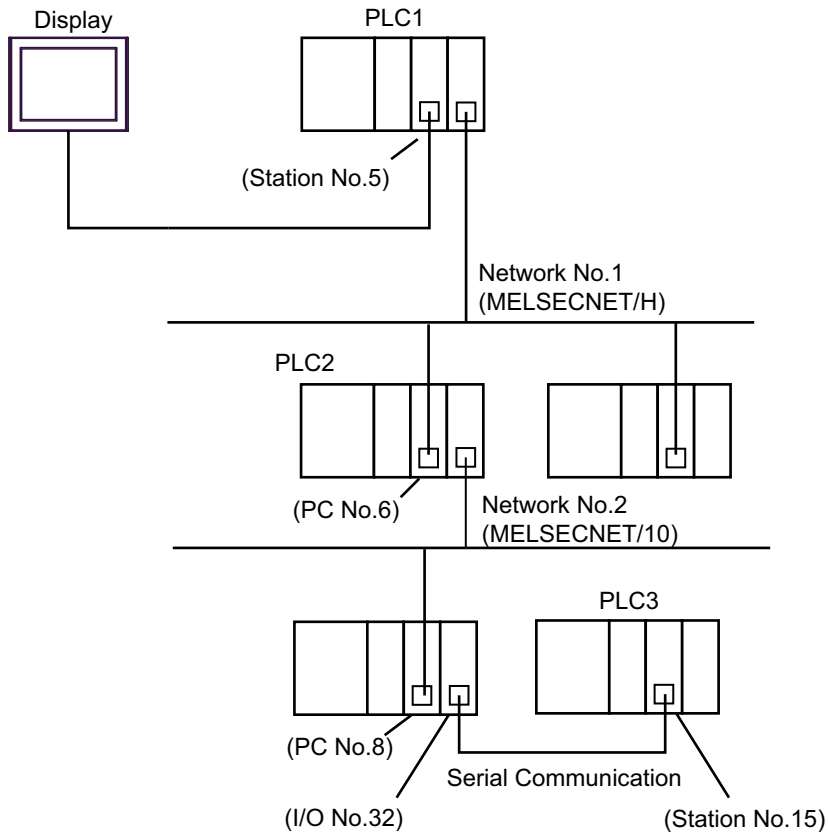 Display
PLC1
(Station No.5)
Network No.1
(MELSECNET/H)
PLC2
(PC No.6)
Network No.2
(MELSECNET/10)
PLC3
(PC No.8)
Serial Communication
(I/O No.32)
(Station No.15)